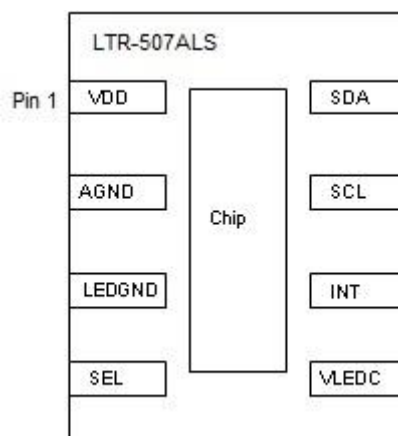 LTR-507ALS
Pin 1
VDD
SDA
AGND
SCL
Chip
LEDGND
INT
SEL
VLEDC